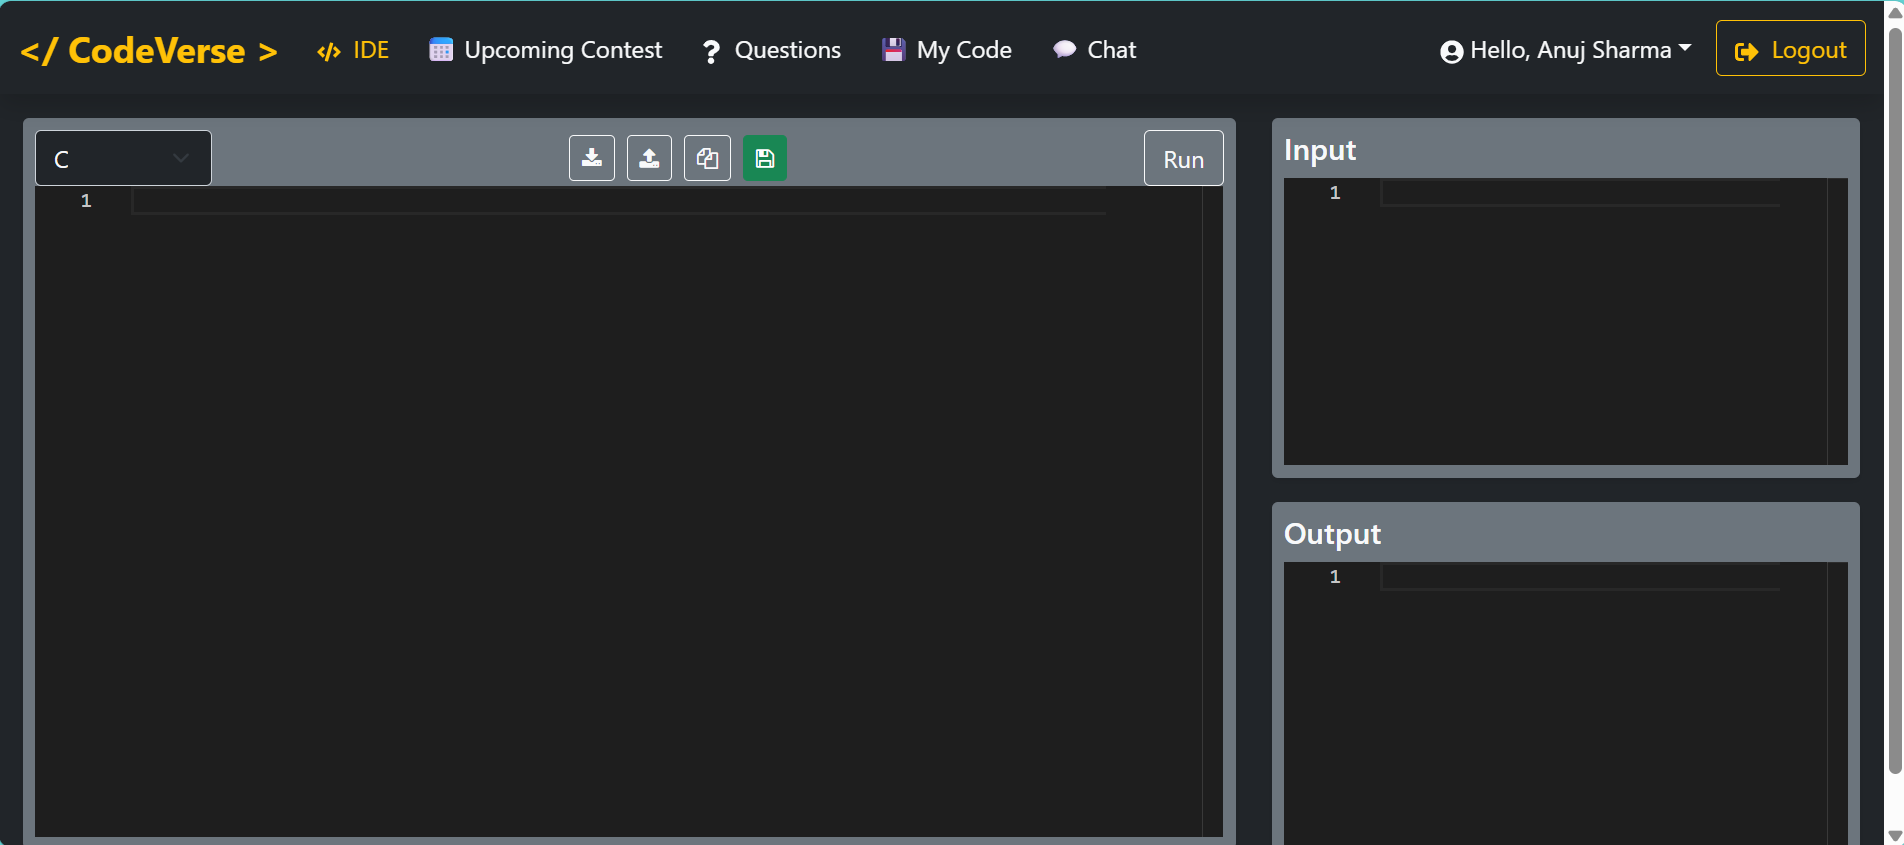 </ CodeVerse > IDE Upcoming Contest ? Questions My Code Chat Hello, Anuj Sharma Logout
C Run
1
Input
1
Output
1